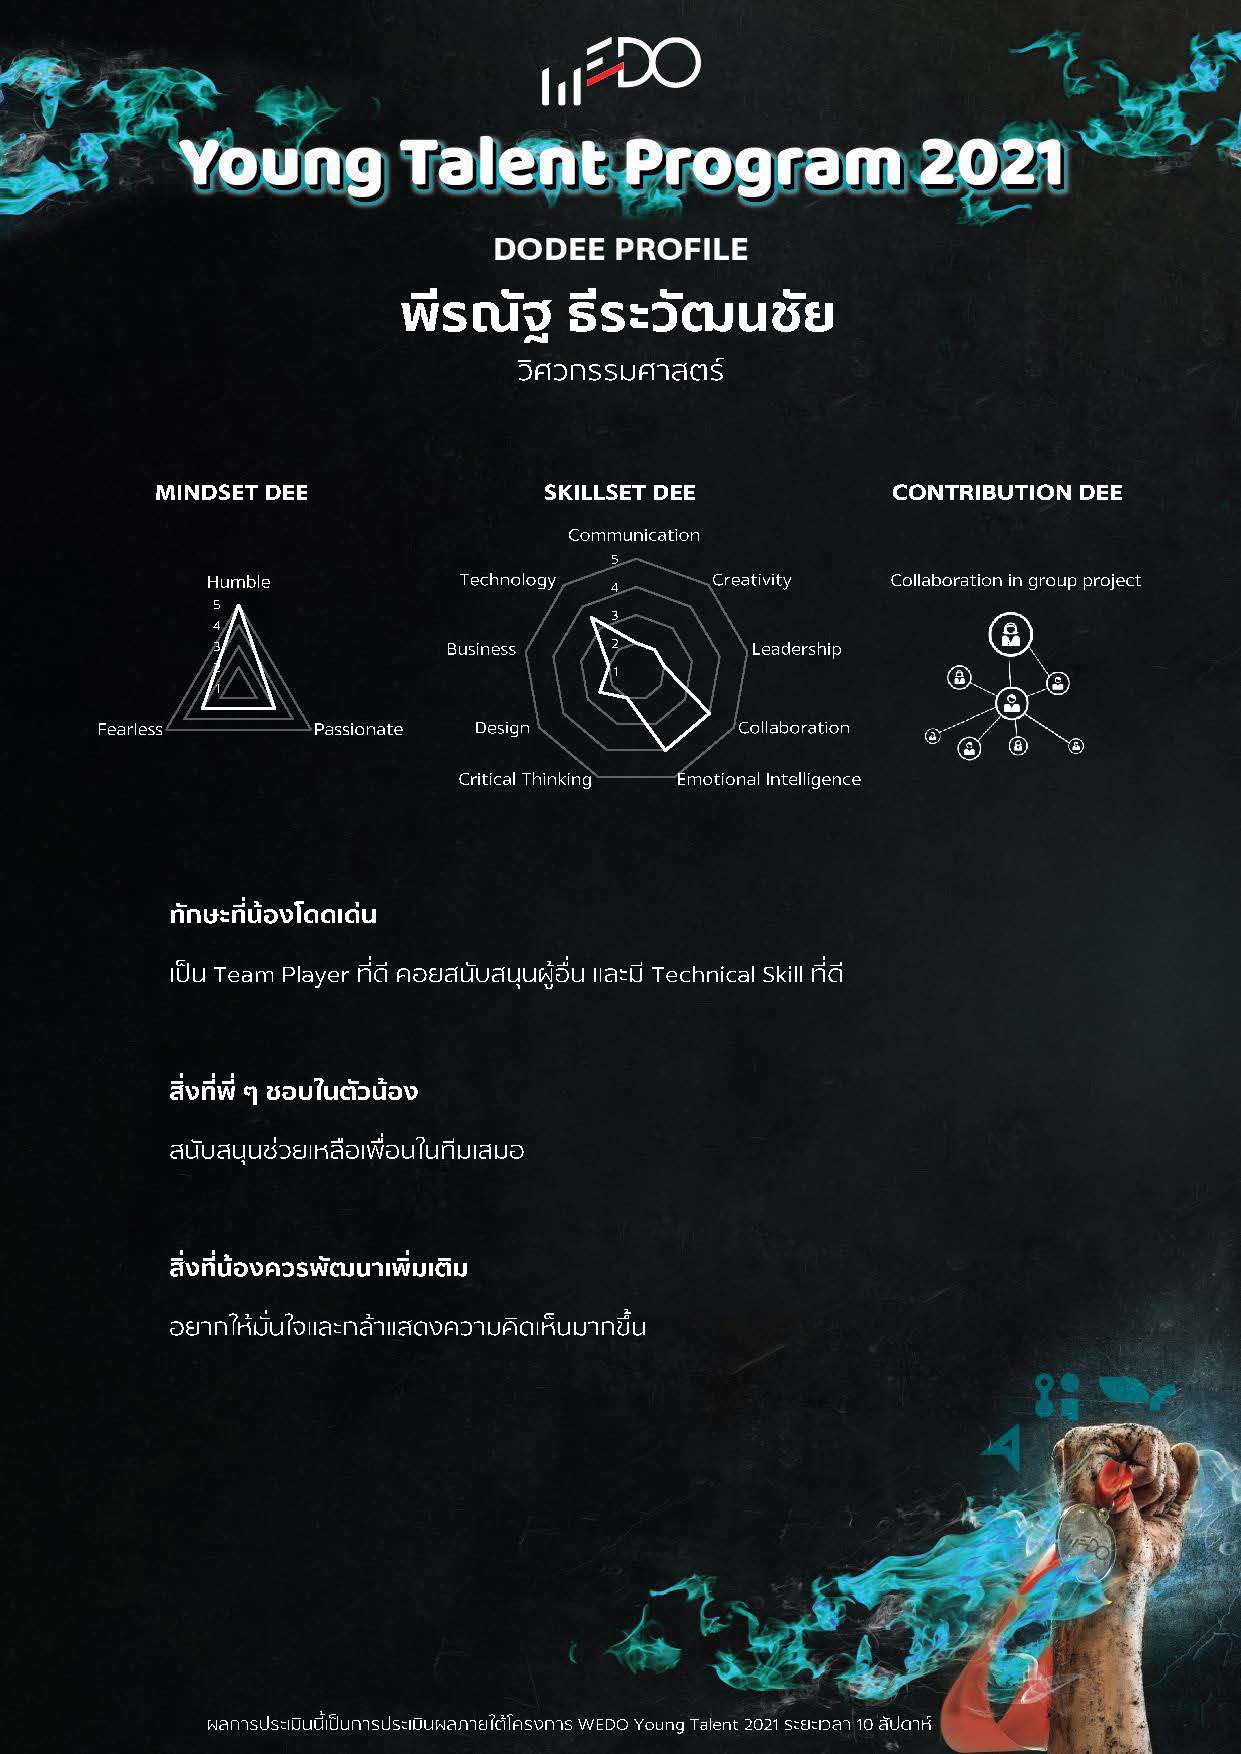 WEDO
Young Talent Program 2021
DODEE PROFILE
พีรณัฐ ธีระวัฒนชัย
วิศวกรรมศาสตร์
MINDSET DEE
Humble
5
4
3
2
1
Fearless
Passionate
SKILLSET DEE
Communication
5
4
3
2
1
Technology
Creativity
Business
Leadership
Design
Collaboration
Critical Thinking
Emotional Intelligence
CONTRIBUTION DEE
Collaboration in group project
ทักษะที่น้องโดดเด่น
เป็น Team Player ที่ดี คอยสนับสนุนผู้อื่น และมี Technical Skill ที่ดี
สิ่งที่พี่ ๆ ชอบในตัวน้อง
สนับสนุนช่วยเหลือเพื่อนในทีมเสมอ
สิ่งที่น้องควรพัฒนาเพิ่มเติม
อยากให้มั่นใจและกล้าแสดงความคิดเห็นมากขึ้น
WEDO
ผลการประเมินนี้เป็นการประเมินผลภายใต้โครงการ WEDO Young Talent 2021 ระยะเวลา 10 สัปดาห์